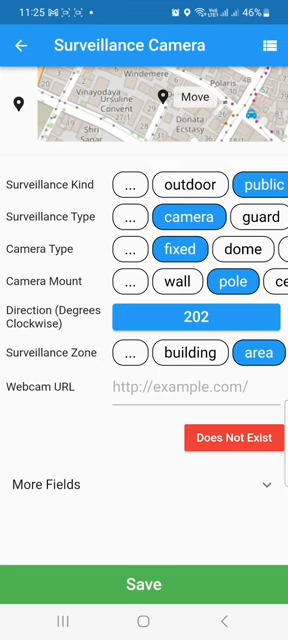 11:25 46%
Surveillance Camera
Windemere
Vinayodaya
Ursuline
Convent
Polaris
Move
Donata
Ecstasy
Shri
Sagar
Surveillance Kind ... outdoor public
Surveillance Type ... camera guard
Camera Type ... fixed dome
Camera Mount ... wall pole ce
Direction (Degrees
Clockwise) 202
Surveillance Zone ... building area
Webcam URL http://example.com/
Does Not Exist
More Fields
Save